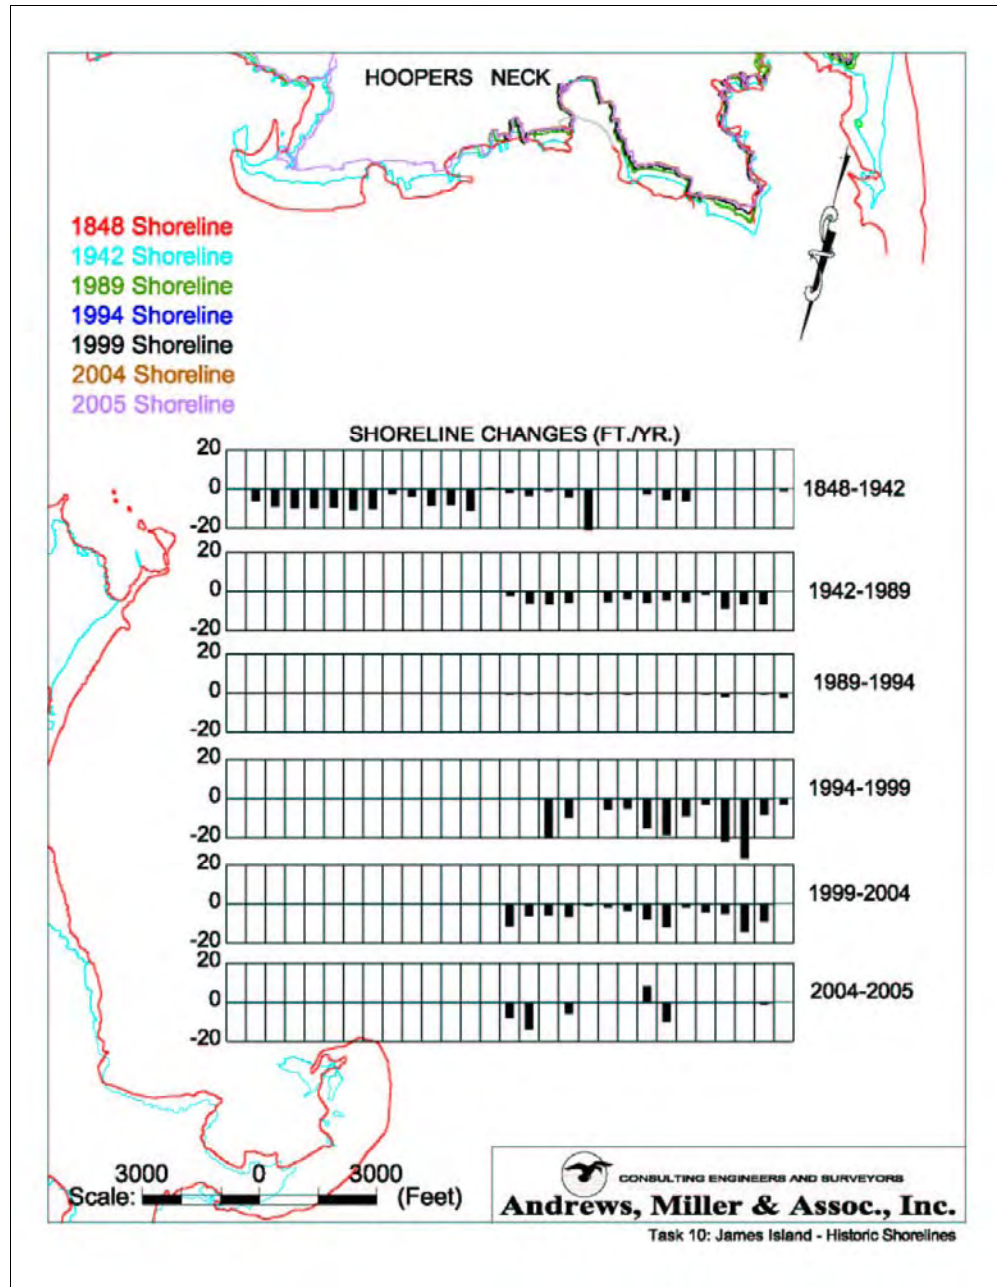 HOOPERS NECK
1848 Shoreline
1942 Shoreline
1989 Shoreline
1994 Shoreline
1999 Shoreline
2004 Shoreline
2005 Shoreline
SHORELINE CHANGES (FT./YR.)
20
0
-20
1848-1942
20
0
-20
1942-1989
20
0
-20
1989-1994
20
0
-20
1994-1999
20
0
-20
1999-2004
20
0
-20
2004-2005
3000 0 3000
Scale: (Feet)
CONSULTING ENGINEERS AND SURVEYORS
Andrews, Miller & Assoc., Inc.
Task 10: James Island - Historic Shorelines